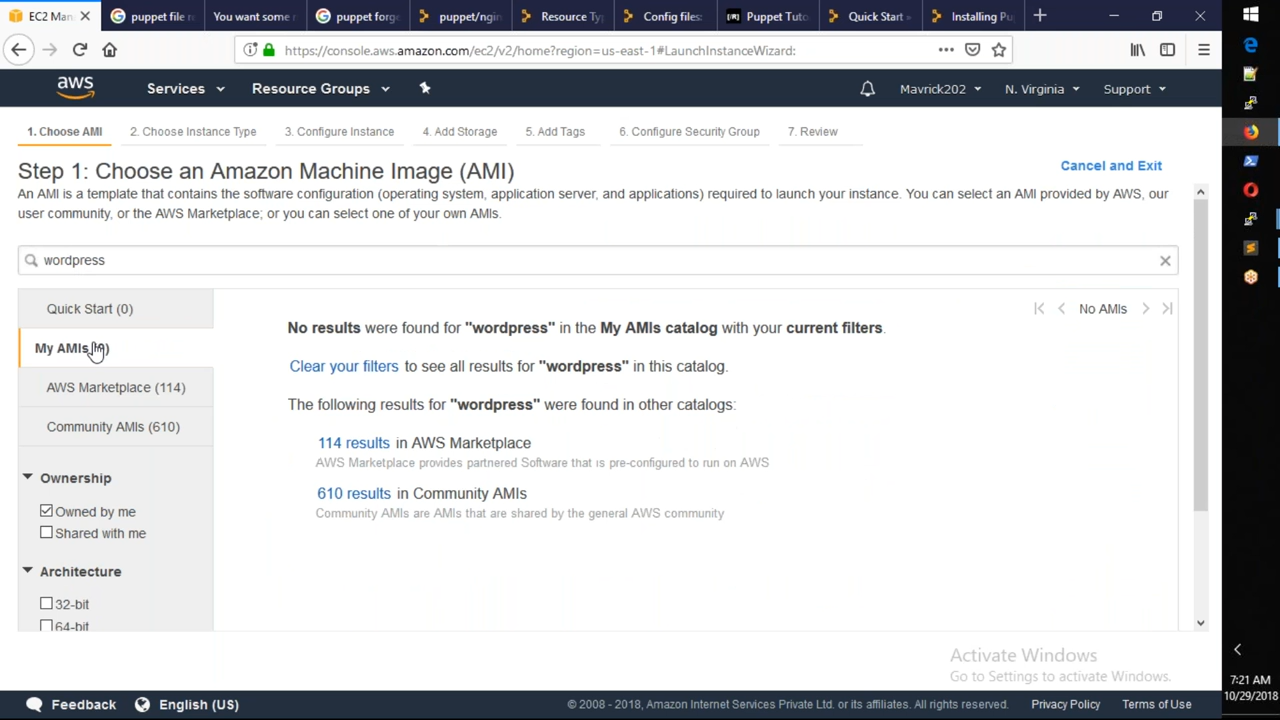 EC2 Man
puppet file re
You want some r
puppet forge
puppet/ngin
Resource Ty
Config files:
Puppet Tuto
Quick Start »
Installing Pu
https://console.aws.amazon.com/ec2/v2/home?region=us-east-1#LaunchInstanceWizard:
aws
Services
Resource Groups
Mavrick202
N. Virginia
Support
1. Choose AMI
2. Choose Instance Type
3. Configure Instance
4. Add Storage
5. Add Tags
6. Configure Security Group
7. Review
Step 1: Choose an Amazon Machine Image (AMI)
Cancel and Exit
An AMI is a template that contains the software configuration (operating system, application server, and applications) required to launch your instance. You can select an AMI provided by AWS, our
user community, or the AWS Marketplace; or you can select one of your own AMIs.
wordpress
Quick Start (0)
My AMIs
AWS Marketplace (114)
Community AMIs (610)
Ownership
Owned by me
Shared with me
Architecture
32-bit
64-bit
No AMIs
No results were found for "wordpress" in the My AMIs catalog with your current filters.
Clear your filters to see all results for "wordpress" in this catalog.
The following results for "wordpress" were found in other catalogs:
114 results in AWS Marketplace
AWS Marketplace provides partnered Software that is pre-configured to run on AWS
610 results in Community AMIs
Community AMIs are AMIs that are shared by the general AWS community
Activate Windows
Go to Settings to activate Windows.
Feedback
English (US)
© 2008 - 2018, Amazon Internet Services Private Ltd. or its affiliates. All rights reserved.
Privacy Policy
Terms of Use
7:21 AM
10/29/2018